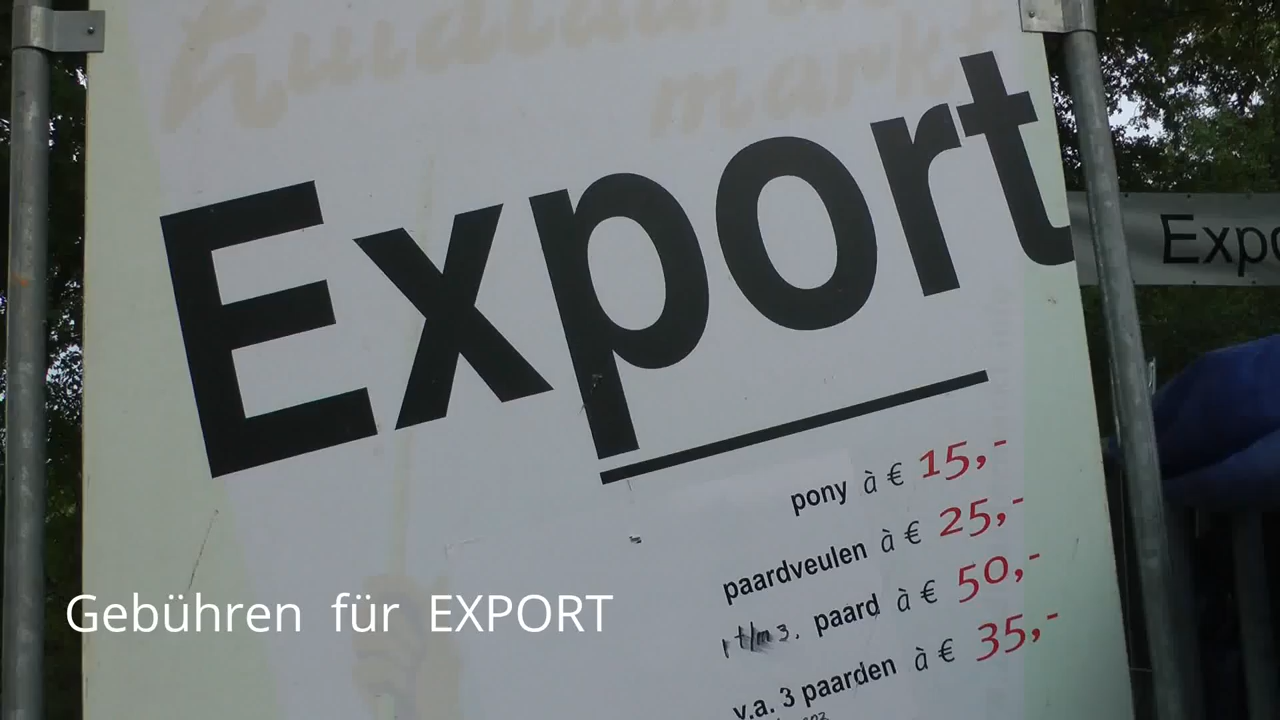 markt
Export
Expo
pony à € 15,-
paardveulen à € 25,-
t/m 3. paard à € 50,-
v.a. 3 paarden à € 35,-
Gebühren für EXPORT